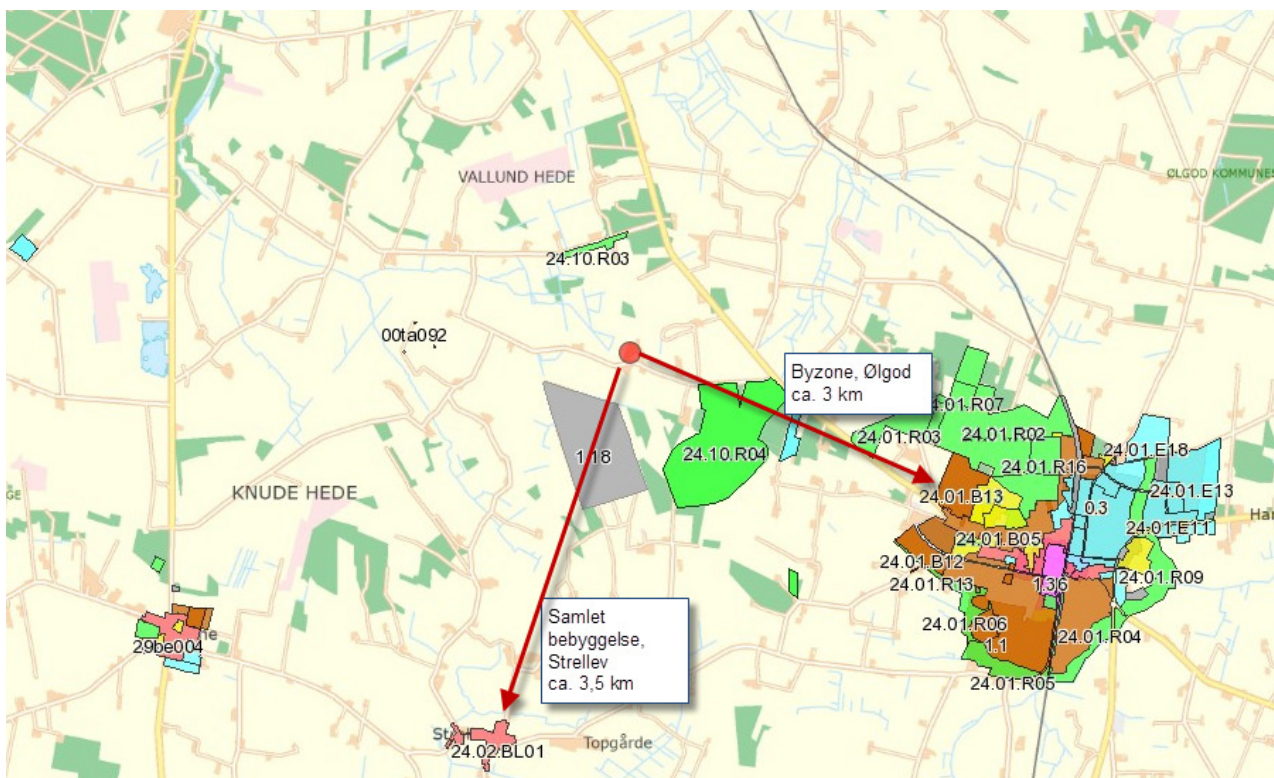 VALLUND HEDE
ØLGOD KOMMUNES
24.10.R03
00ta092
Byzone, Ølgod
ca. 3 km
24.01.R07
24.01.R03
24.01.R02
24.01.E18
24.10.R04
24.01.R16
1.18
KNUDE HEDE
24.01.B13
24.01.E13
0.3
24.01.E11
24.01.B05
24.01.B12
24.01.R13
1.36
24.01.R09
Samlet
bebyggelse,
Strellev
ca. 3,5 km
24.01.R06
1.1
24.01.R04
29be004
24.01.R05
24.02.BL01
Topgårde